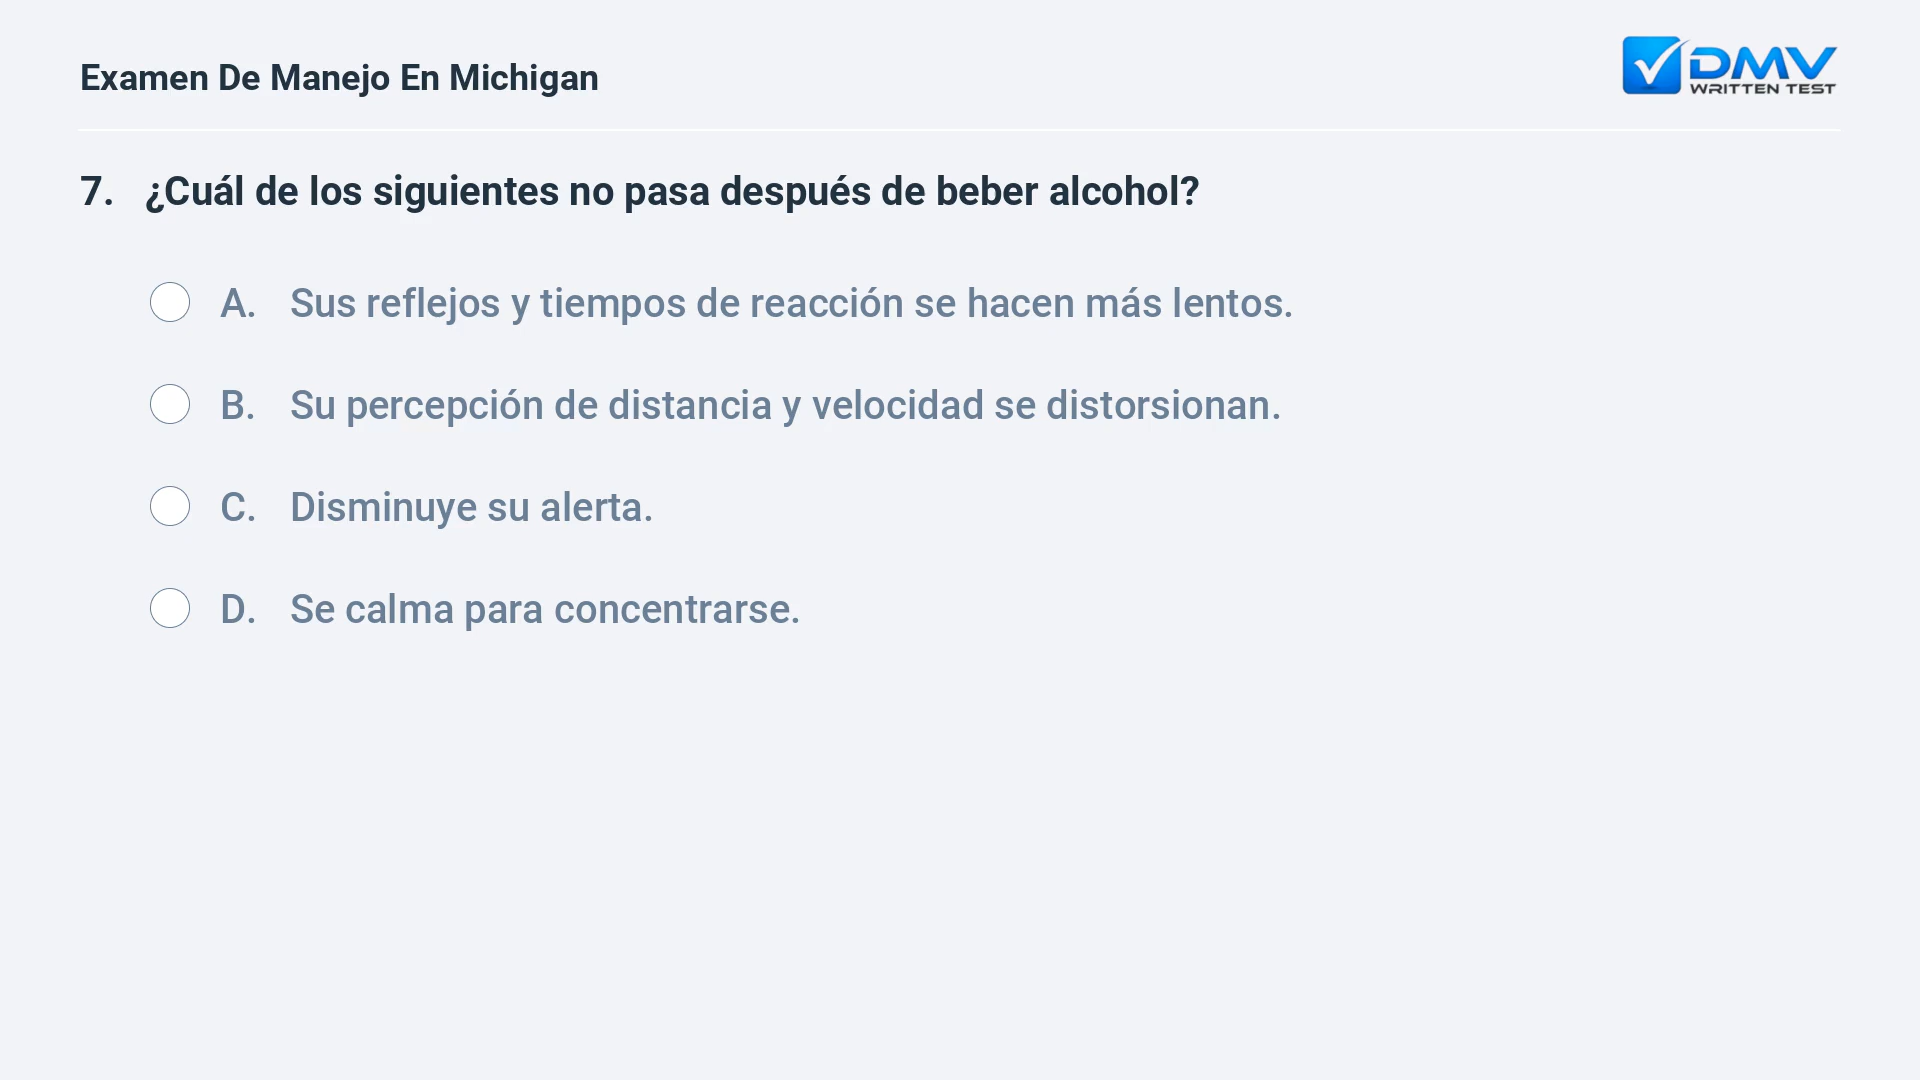 Examen De Manejo En Michigan
DMV
WRITTEN TEST
7. ¿Cuál de los siguientes no pasa después de beber alcohol?
A. Sus reflejos y tiempos de reacción se hacen más lentos.
B. Su percepción de distancia y velocidad se distorsionan.
C. Disminuye su alerta.
D. Se calma para concentrarse.